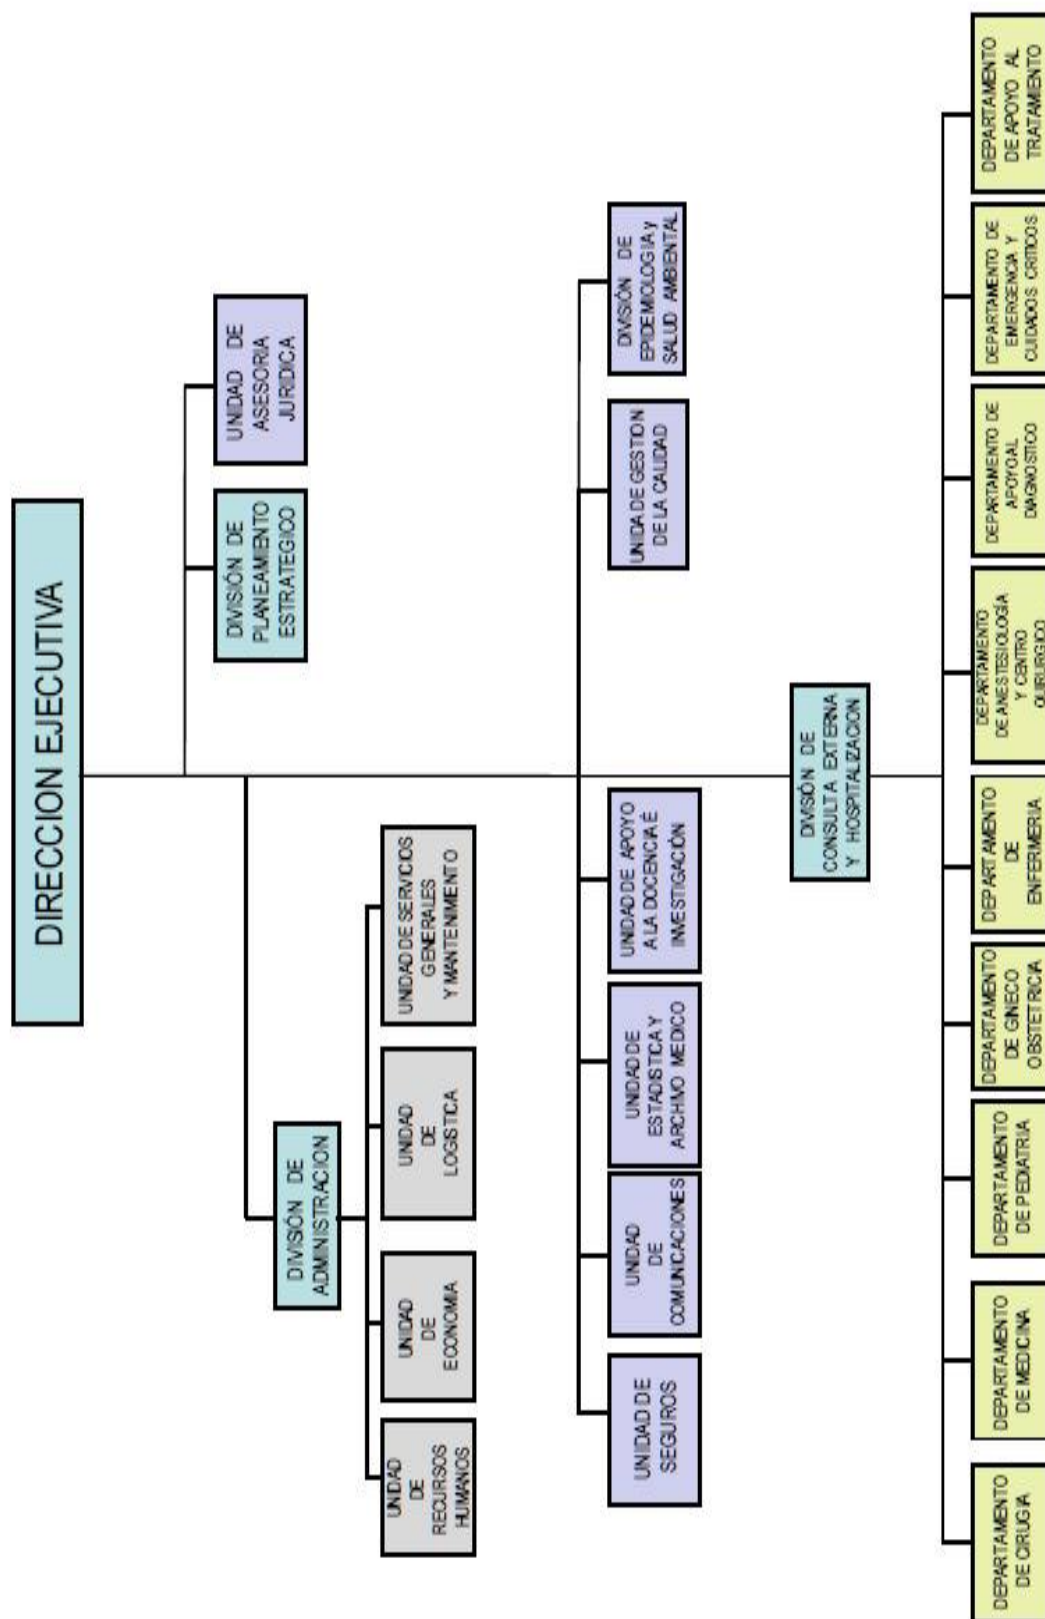 DIRECCION EJECUTIVA
DIVISIÓN DE
PLANEAMIENTO
ESTRATEGICO
UNIDAD DE
ASESORIA
JURIDICA
DIVISIÓN DE
ADMINISTRACION
UNIDAD
DE
RECURSOS
HUMANOS
UNIDAD
DE
ECONOMIA
UNIDAD
DE
LOGISTICA
UNIDAD DE SERVICIOS
GENERALES
Y MANTENIMENTO
UNIDAD DE
SEGUROS
UNIDAD
DE
COMUNICACIONES
UNIDAD DE
ESTADISTICA Y
ARCHIVO MEDICO
UNIDAD DE APOYO
A LA DOCENCIA É
INVESTIGACIÓN
UNIDA DE GESTION
DE LA CALIDAD
DIVISIÓN DE
EPIDEMIOLOGIA y
SALUD AMBIENTAL
DIVISIÓN DE
CONSULTA EXTERNA
Y HOSPITALIZACION
DEPARTAMENTO
DE CIRUGIA
DEPARTAMENTO
DE MEDICINA
DEPARTAMENTO
DE PEDIATRIA
DEPARTAMENTO
DE GINECO
OBSTETRICIA
DEPARTAMENTO
DE
ENFERMERIA
DEPARTAMENTO
DE ANESTESIOLOGÍA
Y CENTRO
QUIRURGICO
DEPARTAMENTO DE
APOYO AL
DIAGNOSTICO
DEPARTAMENTO DE
EMERGENCIA Y
CUIDADOS CRITICOS
DEPARTAMENTO
DE APOYO AL
TRATAMIENTO